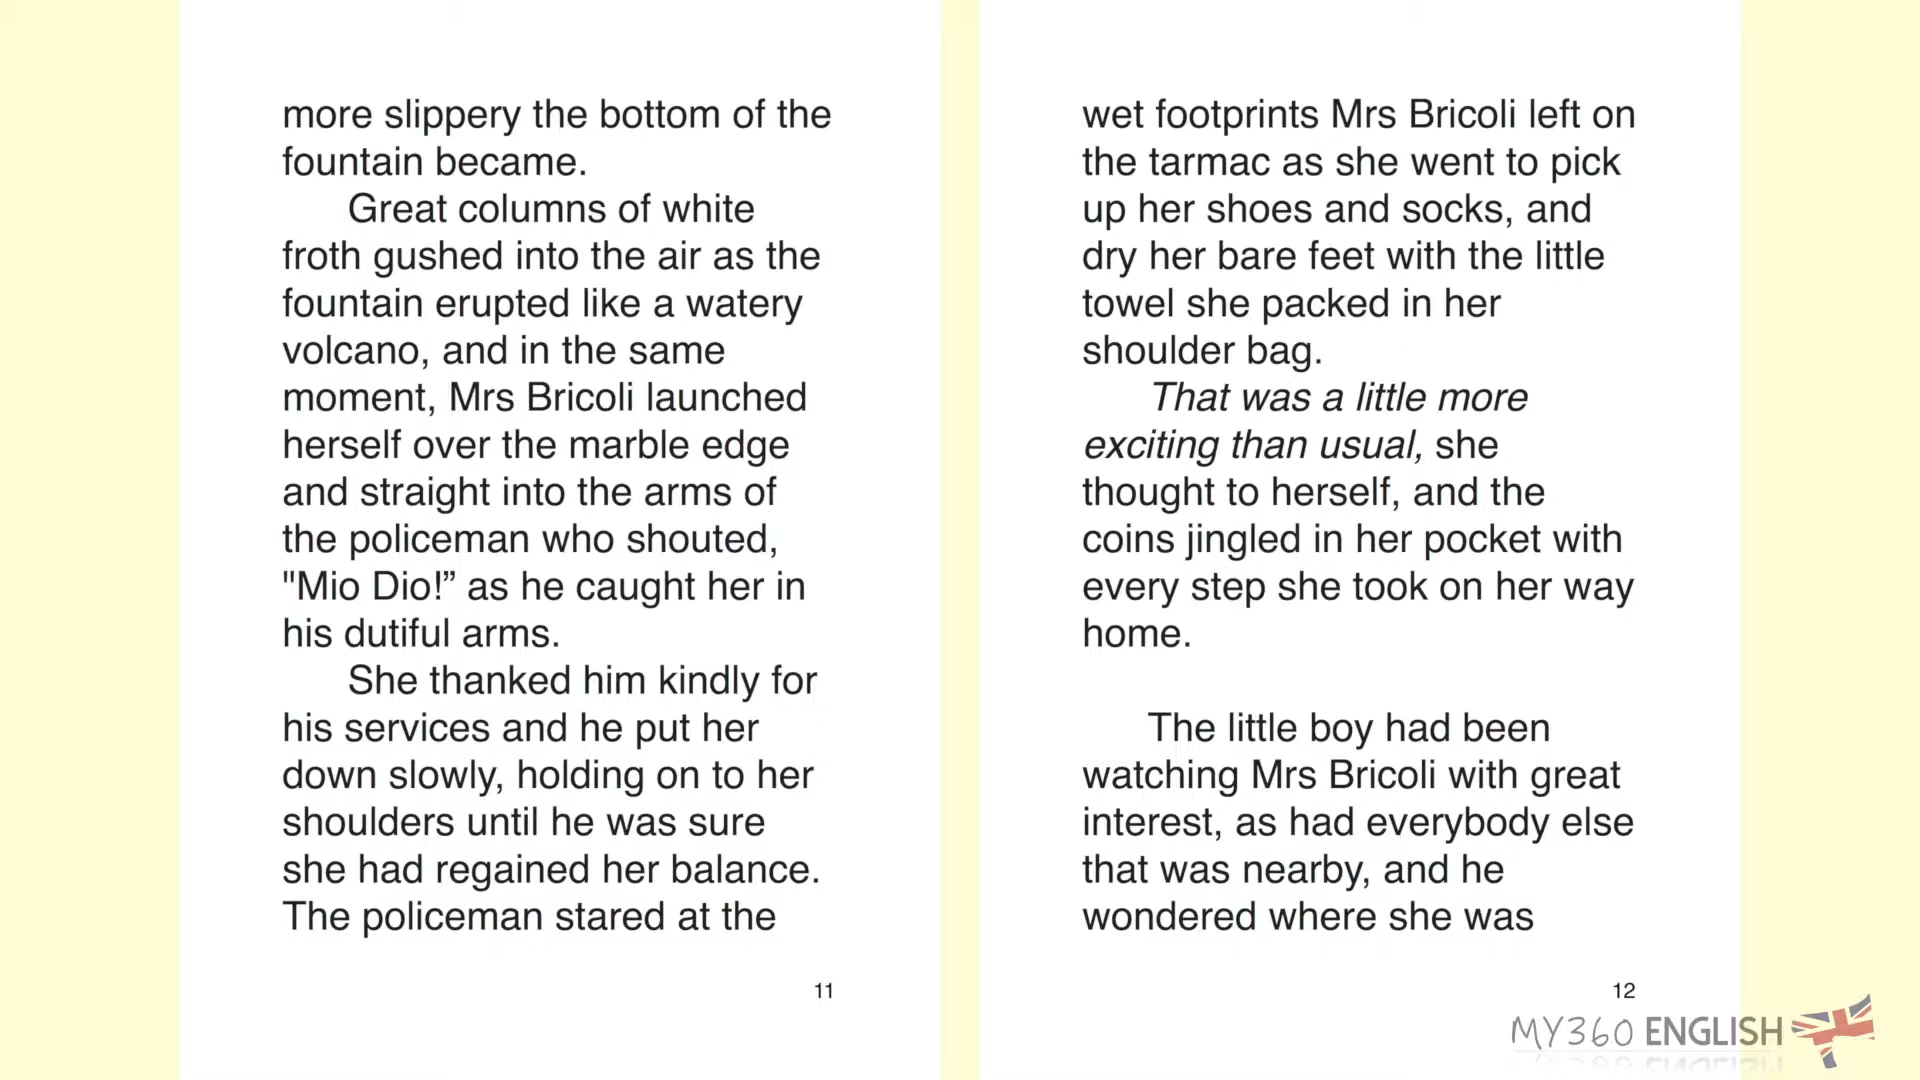 more slippery the bottom of the
fountain became.
Great columns of white
froth gushed into the air as the
fountain erupted like a watery
volcano, and in the same
moment, Mrs Bricoli launched
herself over the marble edge
and straight into the arms of
the policeman who shouted,
"Mio Dio!” as he caught her in
his dutiful arms.
She thanked him kindly for
his services and he put her
down slowly, holding on to her
shoulders until he was sure
she had regained her balance.
The policeman stared at the
11
wet footprints Mrs Bricoli left on
the tarmac as she went to pick
up her shoes and socks, and
dry her bare feet with the little
towel she packed in her
shoulder bag.
That was a little more
exciting than usual, she
thought to herself, and the
coins jingled in her pocket with
every step she took on her way
home.
The little boy had been
watching Mrs Bricoli with great
interest, as had everybody else
that was nearby, and he
wondered where she was
12
MY360 ENGLISH